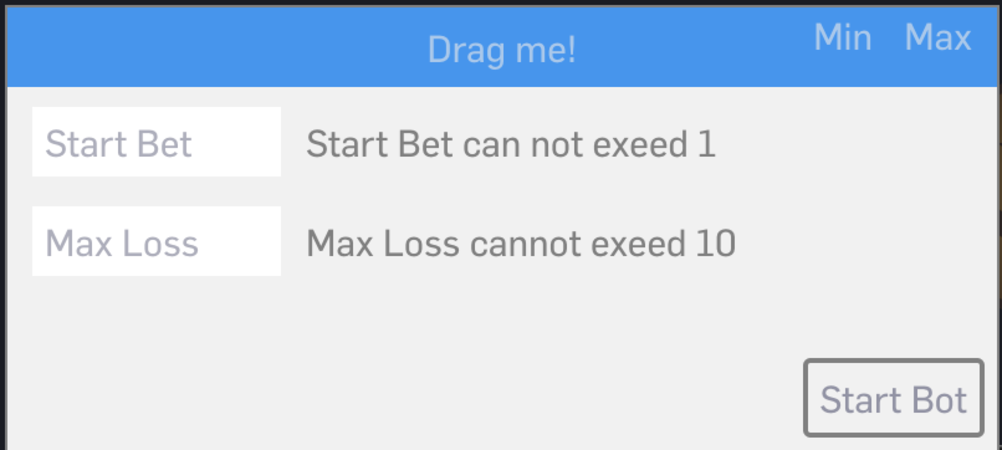 Drag me!
Min Max
Start Bet Start Bet can not exeed 1
Max Loss Max Loss cannot exeed 10
Start Bot